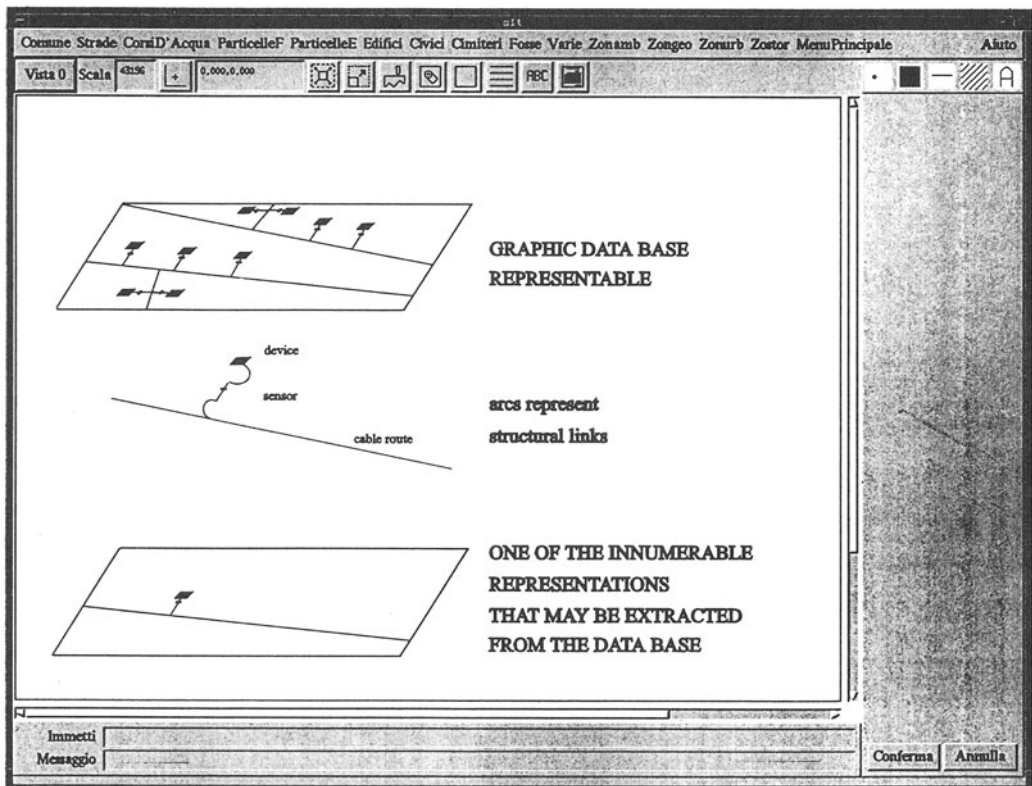 sit
Comune Strade CorsiD'Acqua ParticelleF ParticelleE Edifici Civici Cimiteri Fosse Varie Zonamb Zongeo Zonurb Zostor MenuPrincipale Aiuto
Vista 0 Scala 43196 + 0.000,0.000 ABC A
GRAPHIC DATA BASE
REPRESENTABLE
device
sensor
cable route
arcs represent
structural links
ONE OF THE INNUMERABLE
REPRESENTATIONS
THAT MAY BE EXTRACTED
FROM THE DATA BASE
Immetti
Messaggio
Conferma Annulla